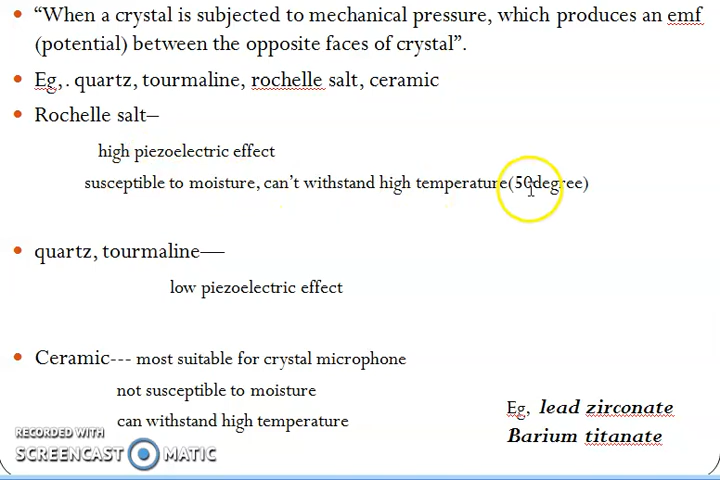 • “When a crystal is subjected to mechanical pressure, which produces an emf
(potential) between the opposite faces of crystal”.
• Eg,. quartz, tourmaline, rochelle salt, ceramic
• Rochelle salt–
high piezoelectric effect
susceptible to moisture, can’t withstand high temperature(50degree)
• quartz, tourmaline—
low piezoelectric effect
• Ceramic--- most suitable for crystal microphone
not susceptible to moisture
can withstand high temperature
Eg, lead zirconate
Barium titanate
RECORDED WITH
SCREENCAST MATIC